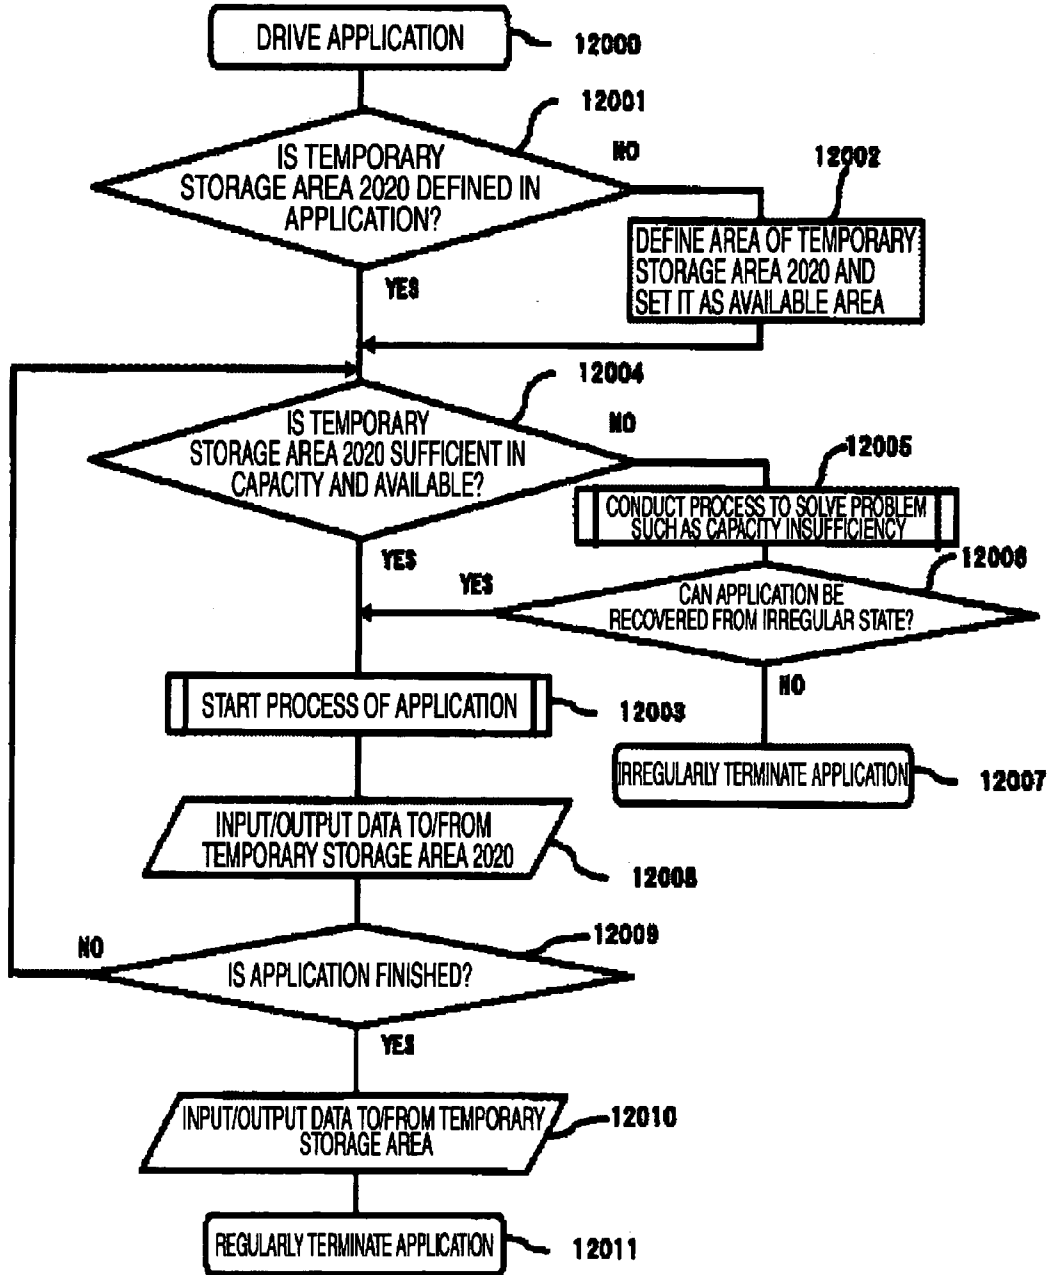 DRIVE APPLICATION
12000
12001
IS TEMPORARY
STORAGE AREA 2020 DEFINED IN
APPLICATION?
NO
12002
DEFINE AREA OF TEMPORARY
STORAGE AREA 2020 AND
SET IT AS AVAILABLE AREA
YES
12004
IS TEMPORARY
STORAGE AREA 2020 SUFFICIENT IN
CAPACITY AND AVAILABLE?
NO
12005
CONDUCT PROCESS TO SOLVE PROBLEM
SUCH AS CAPACITY INSUFFICIENCY
YES
12006
YES
CAN APPLICATION BE
RECOVERED FROM IRREGULAR STATE?
NO
START PROCESS OF APPLICATION
12003
IRREGULARLY TERMINATE APPLICATION
12007
INPUT/OUTPUT DATA TO/FROM
TEMPORARY STORAGE AREA 2020
12008
12009
NO
IS APPLICATION FINISHED?
YES
INPUT/OUTPUT DATA TO/FROM TEMPORARY
STORAGE AREA
12010
REGULARLY TERMINATE APPLICATION
12011